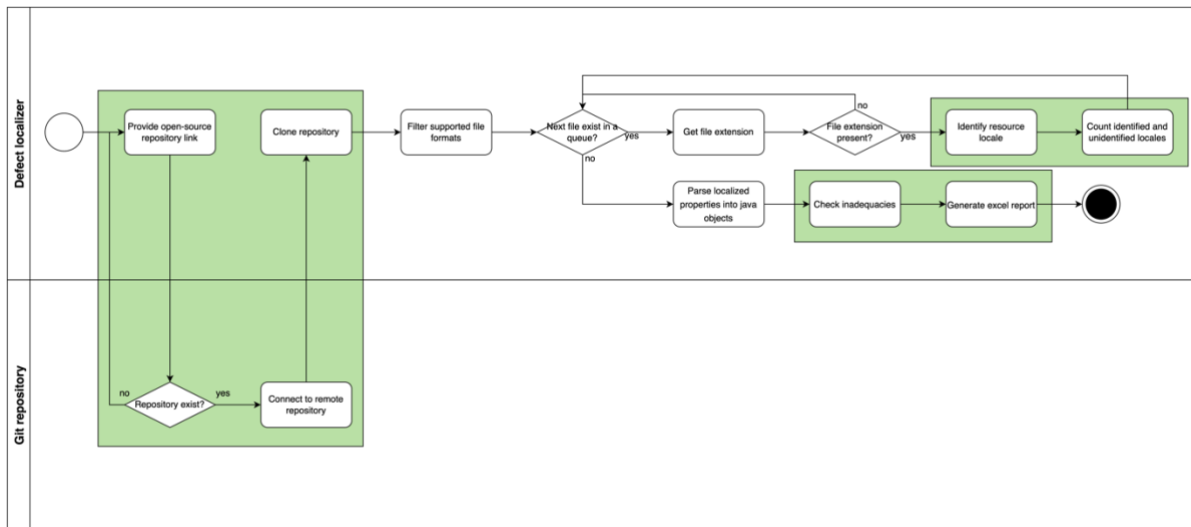 Defect localizer
Provide open-source
repository link
Clone repository
Filter supported file
formats
Next file exist in a
queue?
yes
no
Get file extension
File extension
present?
no
yes
Identify resource
locale
Count identified and
unidentified locales
Parse localized
properties into java
objects
Check inadequacies
Generate excel report
Git repository
no
Repository exist?
yes
Connect to remote
repository